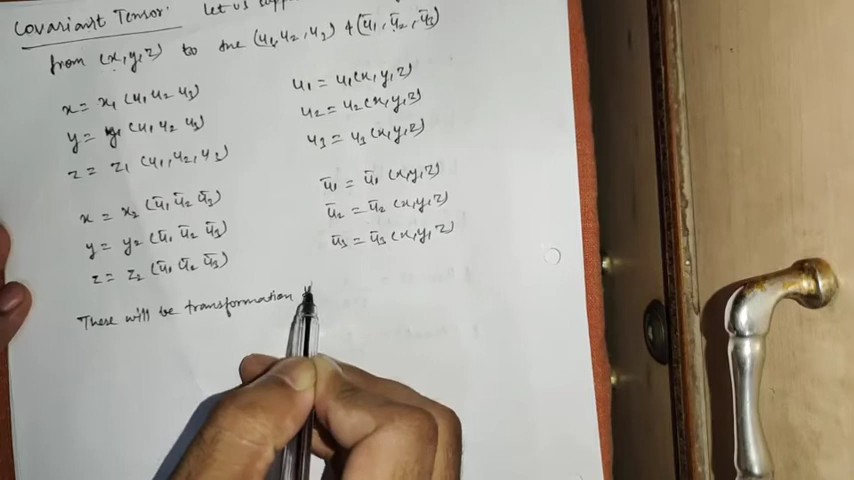 Covariant Tensor: Let us suppo
from (x, y, z) to the (u1, u2, u3) & (ū1, ū2, ū3)
x = x1 (u1 u2 u3)
y = y1 (u1 u2 u3)
z = z1 (u1, u2, u3)
x = x2 (ū1 ū2 ū3)
y = y2 (ū1 ū2 ū3)
z = z2 (ū1 ū2 ū3)
u1 = u1(x, y, z)
u2 = u2(x, y, z)
u3 = u3(x, y, z)
ū1 = ū1 (x, y, z)
ū2 = ū2 (x, y, z)
ū3 = ū3 (x, y, z)
These will be transformation